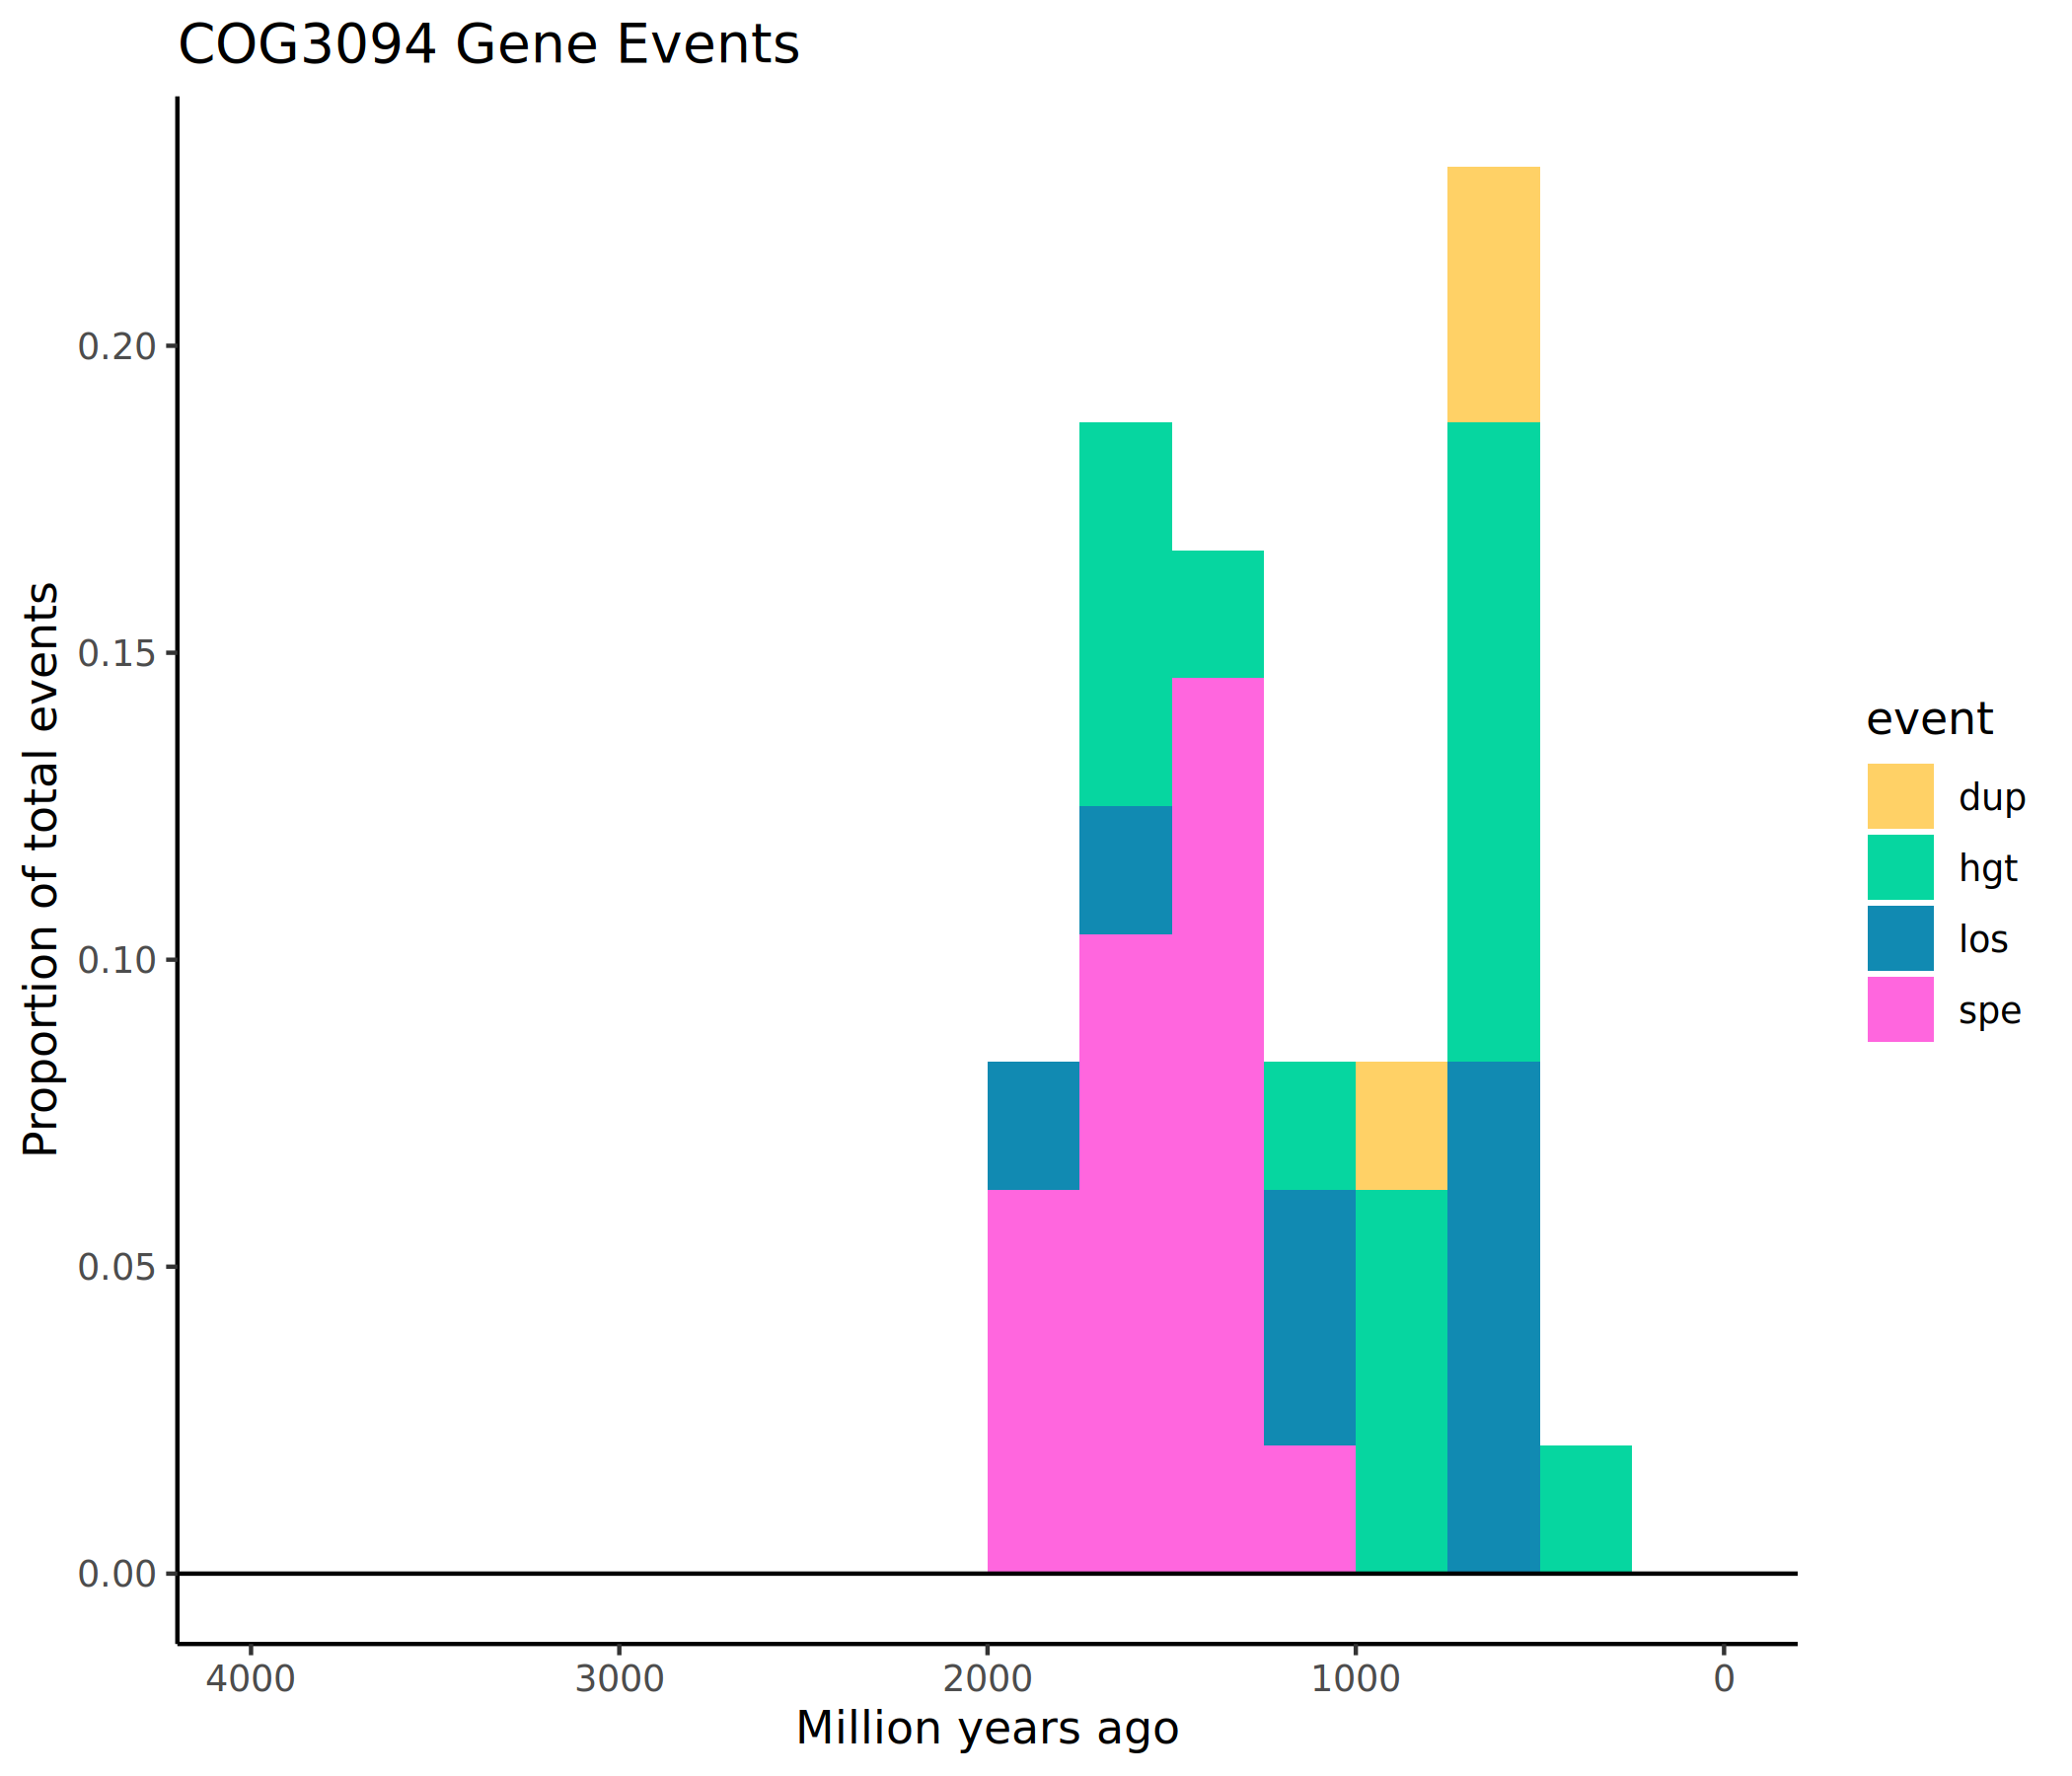 COG3094 Gene Events
Proportion of total events
0.20
0.15
0.10
0.05
0.00
4000 3000 2000 1000 0
Million years ago
event
dup
hgt
los
spe